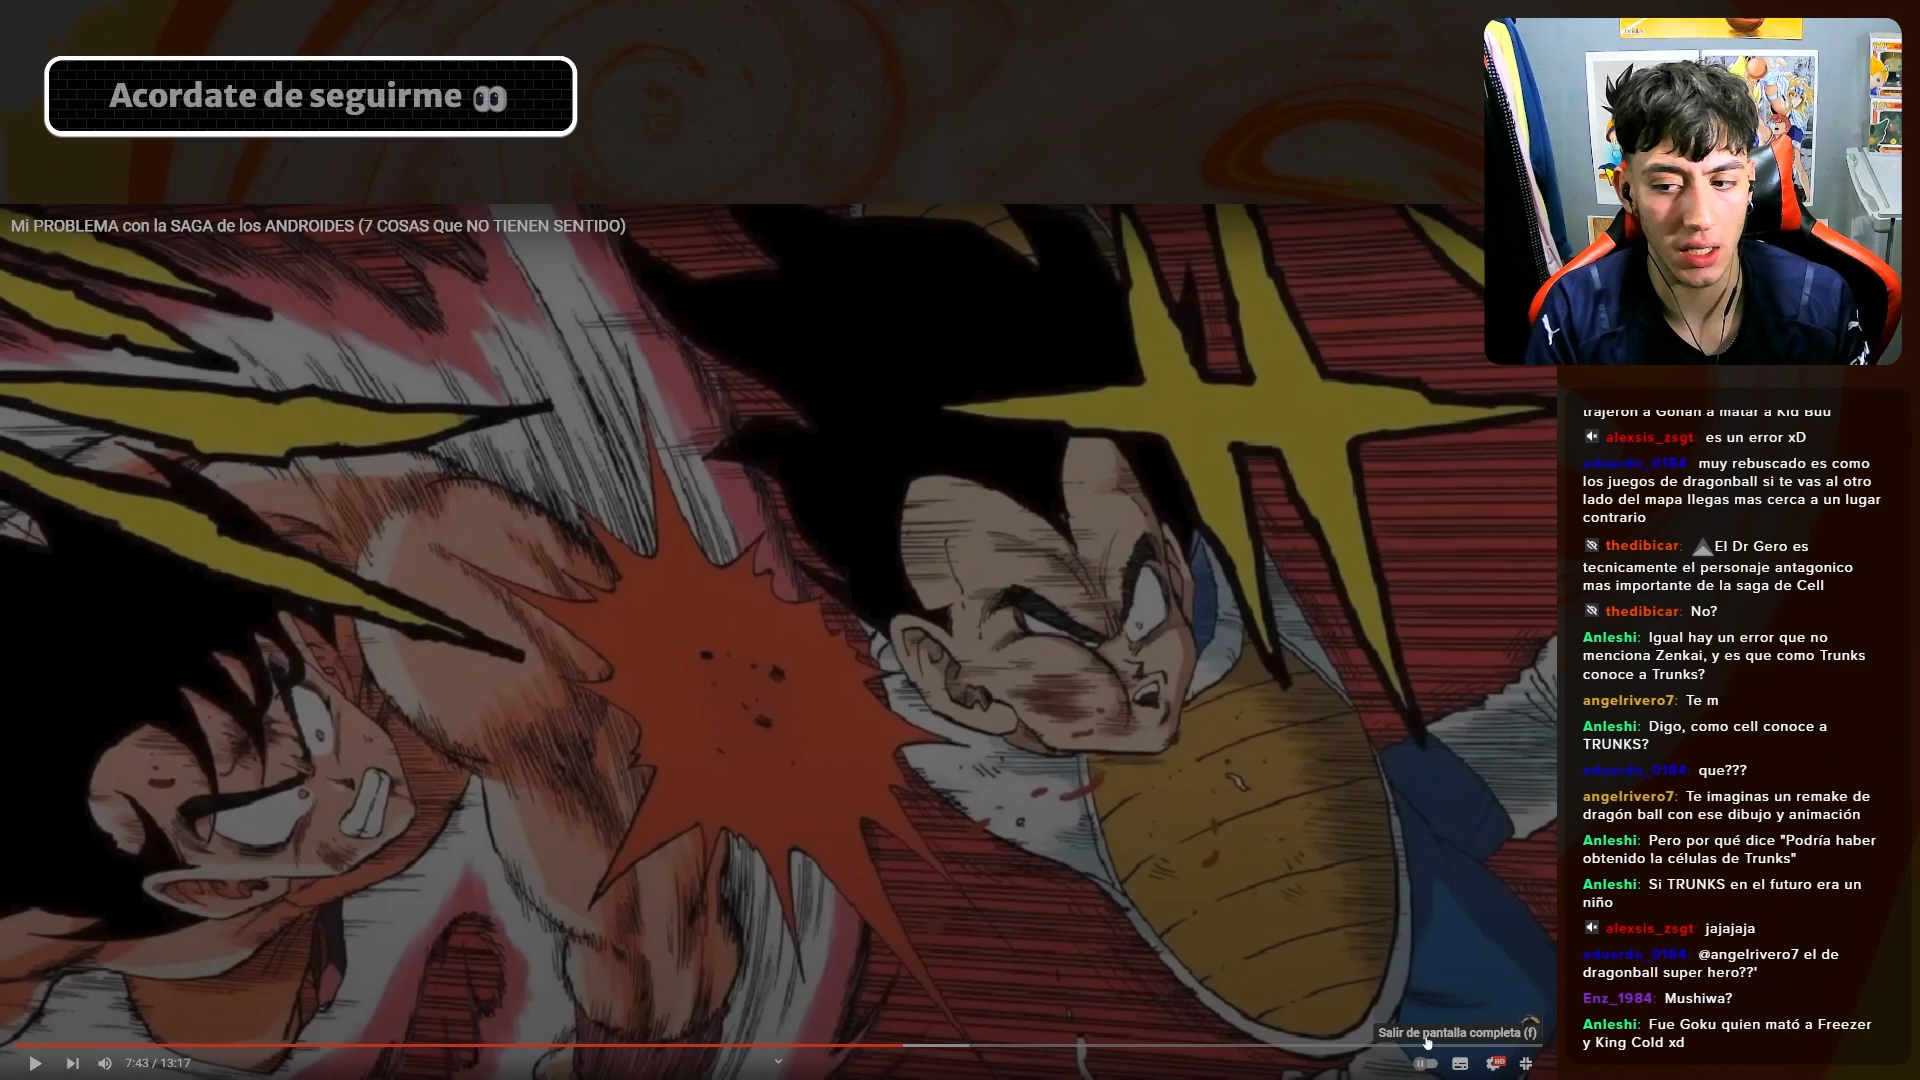 Acordate de seguirme
Mi PROBLEMA con la SAGA de los ANDROIDES (7 COSAS Que NO TIENEN SENTIDO)
IVREA
trajeron a Gohan a matar a Kid Buu
alexsis_zsgt: es un error xD
eduardo_0184: muy rebuscado es como
los juegos de dragonball si te vas al otro
lado del mapa llegas mas cerca a un lugar
contrario
thedibicar: El Dr Gero es
tecnicamente el personaje antagonico
mas importante de la saga de Cell
thedibicar: No?
Anleshi: Igual hay un error que no
menciona Zenkai, y es que como Trunks
conoce a Trunks?
angelrivero7: Te m
Anleshi: Digo, como cell conoce a
TRUNKS?
eduardo_0184: que???
angelrivero7: Te imaginas un remake de
dragón ball con ese dibujo y animación
Anleshi: Pero por qué dice "Podría haber
obtenido la células de Trunks"
Anleshi: Si TRUNKS en el futuro era un
niño
alexsis_zsgt: jajajaja
eduardo_0184: @angelrivero7 el de
dragonball super hero??'
Enz_1984: Mushiwa?
Anleshi: Fue Goku quien mató a Freezer
y King Cold xd
Salir de pantalla completa (f)
7:43 / 13:17
HD